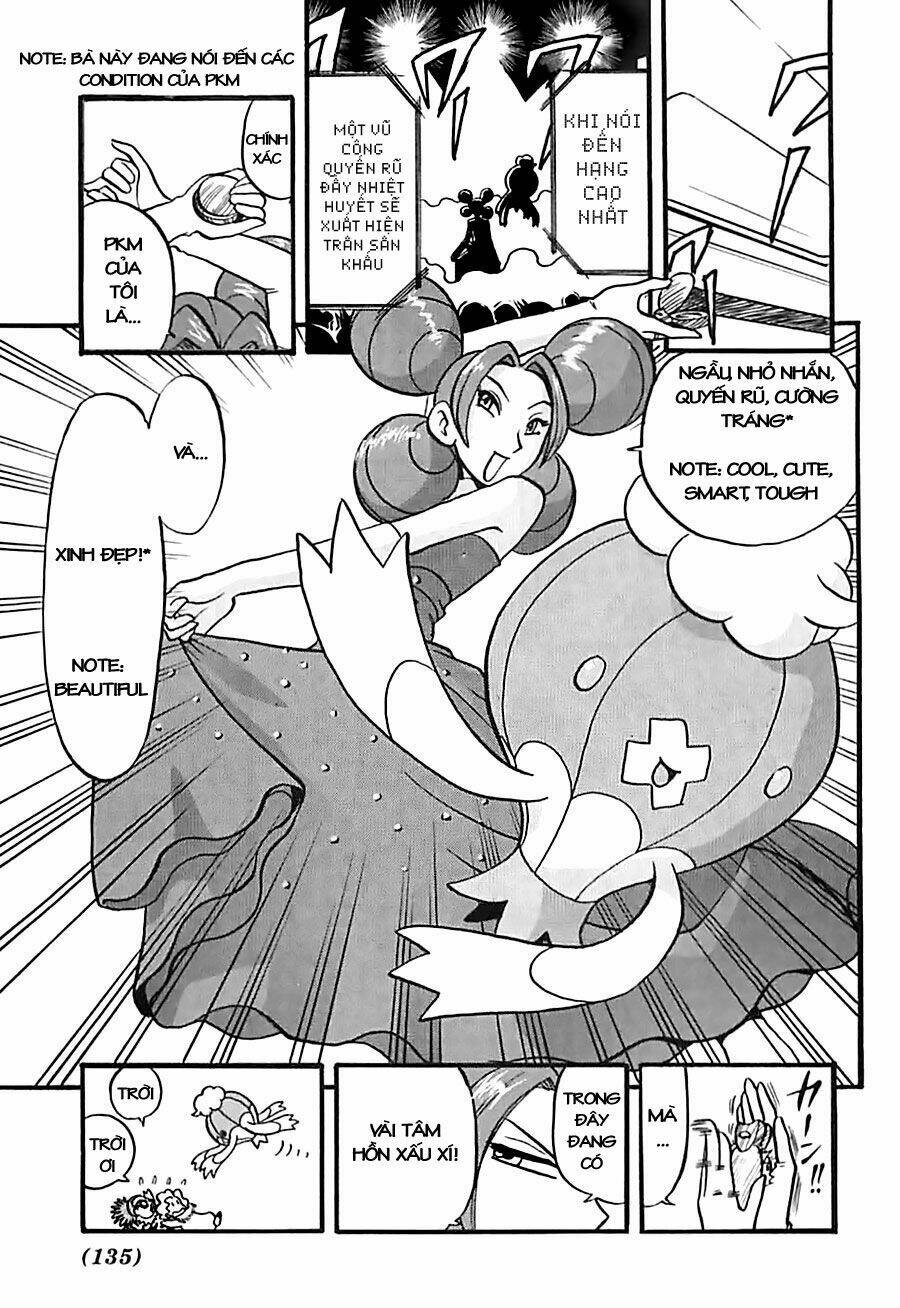 NOTE: BÀ NÀY ĐANG NÓI ĐẾN CÁC
CONDITION CỦA PKM
KHI NÓI
ĐẾN
HẠNG
CAO
NHẤT
MỘT VŨ
CÔNG
QUYẾN RŨ
ĐẦY NHIỆT
HUYẾT SẼ
XUẤT HIỆN
TRÂN SÂN
KHẤU
CHÍNH
XÁC
PKM
CỦA
TÔI
LÀ...
NGẦU, NHỎ NHẮN,
QUYẾN RŨ, CƯỜNG
TRÁNG*
NOTE: COOL, CUTE,
SMART, TOUGH
VÀ...
XINH ĐẸP!*
NOTE:
BEAUTIFUL
MÀ
...
ガン!!
TRONG
ĐÂY
ĐANG
CÓ
VÀI TÂM
HỒN XẤU XÍ!
TRỜI
TRỜI
ƠI
(135)